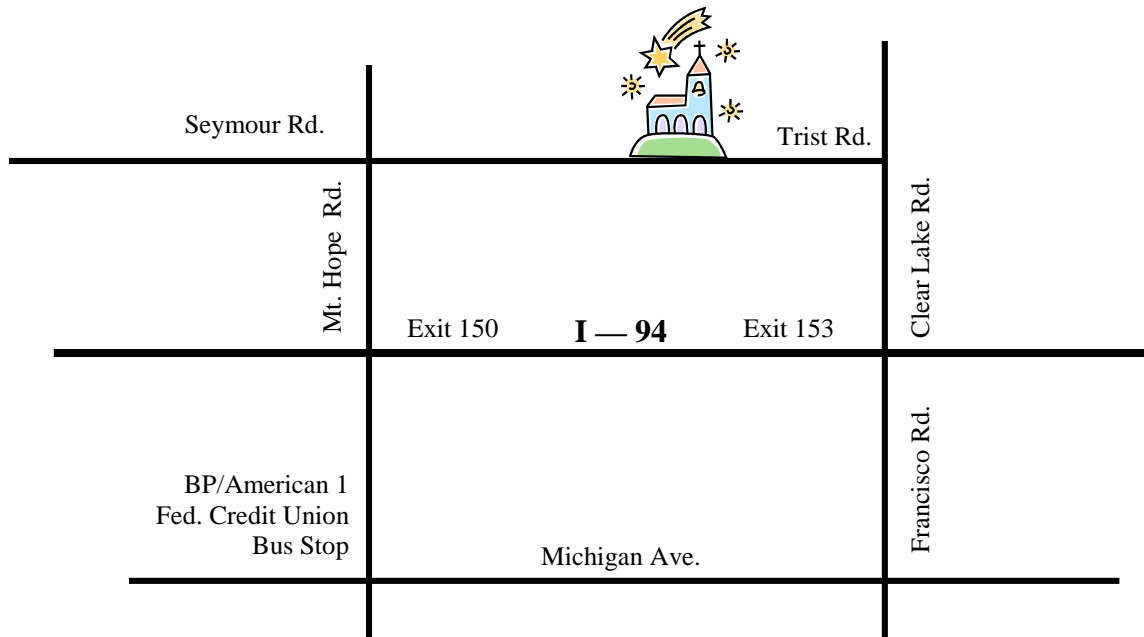 Seymour Rd.
Trist Rd.
Mt. Hope Rd.
Clear Lake Rd.
Exit 150
I — 94
Exit 153
Francisco Rd.
BP/American 1
Fed. Credit Union
Bus Stop
Michigan Ave.